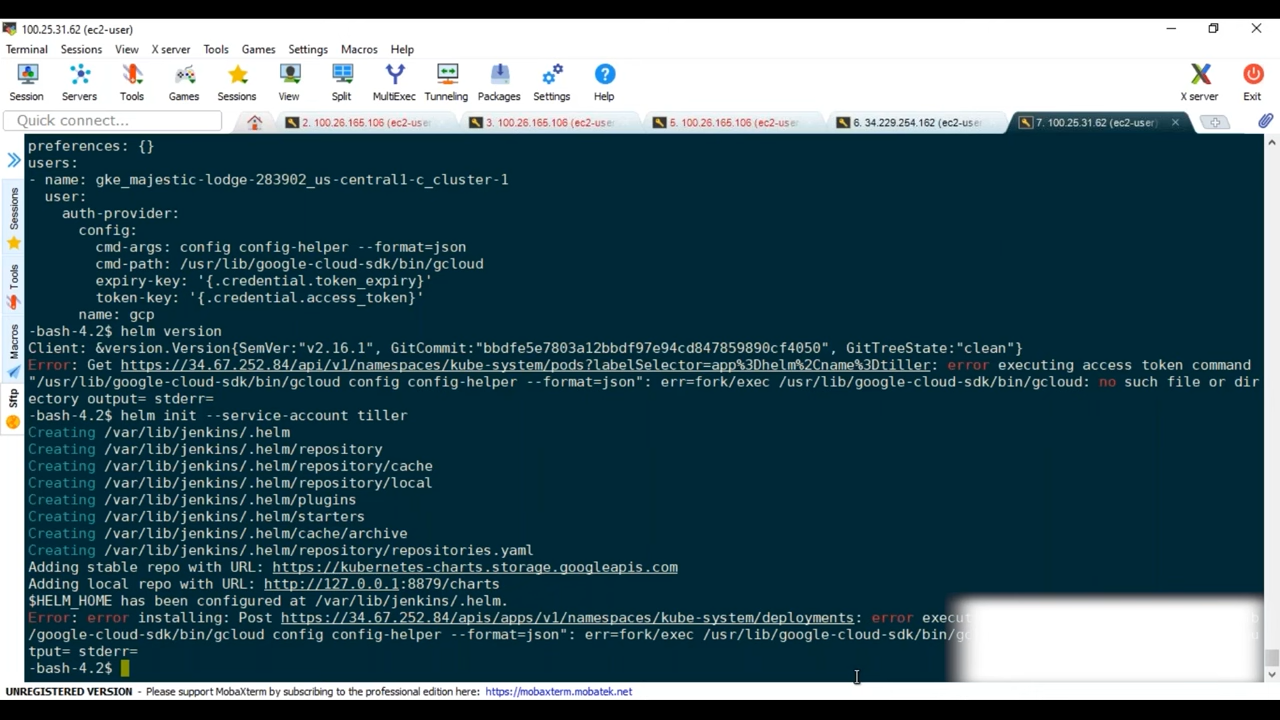 100.25.31.62 (ec2-user)
Terminal Sessions View X server Tools Games Settings Macros Help
Session Servers Tools Games Sessions View Split MultiExec Tunneling Packages Settings Help X server Exit
Quick connect... 2. 100.26.165.106 (ec2-use 3. 100.26.165.106 (ec2-use 5. 100.26.165.106 (ec2-use 6. 34.229.254.162 (ec2-use 7. 100.25.31.62 (ec2-user)
Sessions
Tools
Macros
Sftp
preferences: {}
users:
- name: gke_majestic-lodge-283902_us-central1-c_cluster-1
user:
auth-provider:
config:
cmd-args: config config-helper --format=json
cmd-path: /usr/lib/google-cloud-sdk/bin/gcloud
expiry-key: '{.credential.token_expiry}'
token-key: '{.credential.access_token}'
name: gcp
-bash-4.2$ helm version
Client: &version.Version{SemVer:"v2.16.1", GitCommit:"bbdfe5e7803a12bbdf97e94cd847859890cf4050", GitTreeState:"clean"}
Error: Get https://34.67.252.84/api/v1/namespaces/kube-system/pods?labelSelector=app%3Dhelm%2Cname%3Dtiller: error executing access token command
"/usr/lib/google-cloud-sdk/bin/gcloud config config-helper --format=json": err=fork/exec /usr/lib/google-cloud-sdk/bin/gcloud: no such file or dir
ectory output= stderr=
-bash-4.2$ helm init --service-account tiller
Creating /var/lib/jenkins/.helm
Creating /var/lib/jenkins/.helm/repository
Creating /var/lib/jenkins/.helm/repository/cache
Creating /var/lib/jenkins/.helm/repository/local
Creating /var/lib/jenkins/.helm/plugins
Creating /var/lib/jenkins/.helm/starters
Creating /var/lib/jenkins/.helm/cache/archive
Creating /var/lib/jenkins/.helm/repository/repositories.yaml
Adding stable repo with URL: https://kubernetes-charts.storage.googleapis.com
Adding local repo with URL: http://127.0.0.1:8879/charts
$HELM_HOME has been configured at /var/lib/jenkins/.helm.
Error: error installing: Post https://34.67.252.84/apis/apps/v1/namespaces/kube-system/deployments: error execut
/google-cloud-sdk/bin/gcloud config config-helper --format=json": err=fork/exec /usr/lib/google-cloud-sdk/bin/
tput= stderr=
-bash-4.2$
UNREGISTERED VERSION - Please support MobaXterm by subscribing to the professional edition here: https://mobaxterm.mobatek.net